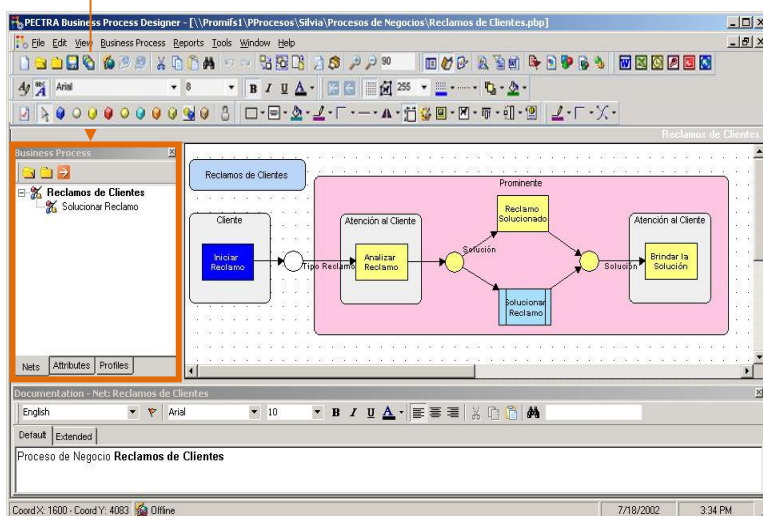 PECTRA Business Process Designer - [\\Promifs1\PProcesos\Silvia\Procesos de Negocios\Reclamos de Clientes.pbp]
File Edit View Business Process Reports Tools Window Help
90
Arial 8 B I U A 255
Reclamos de Clientes
Business Process
Reclamos de Clientes
Solucionar Reclamo
Nets Attributes Profiles
Reclamos de Clientes
Prominente
Cliente
Iniciar
Reclamo
Tipo Reclamo
Atención al Cliente
Analizar
Reclamo
Solución
Reclamo
Solucionado
Solucionar
Reclamo
Solución
Atención al Cliente
Brindar la
Solución
Documentation - Net: Reclamos de Clientes
English Arial 10 B I U A
Default Extended
Proceso de Negocio Reclamos de Clientes
Coord X: 1600 - Coord Y: 4083 Offline 7/18/2002 3:34 PM